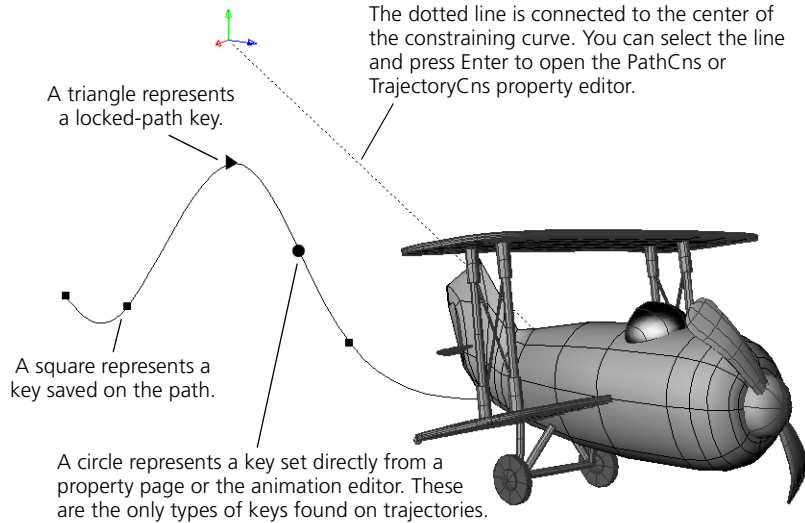 The dotted line is connected to the center of
the constraining curve. You can select the line
and press Enter to open the PathCns or
TrajectoryCns property editor.
A triangle represents
a locked-path key.
A square represents a
key saved on the path.
A circle represents a key set directly from a
property page or the animation editor. These
are the only types of keys found on trajectories.